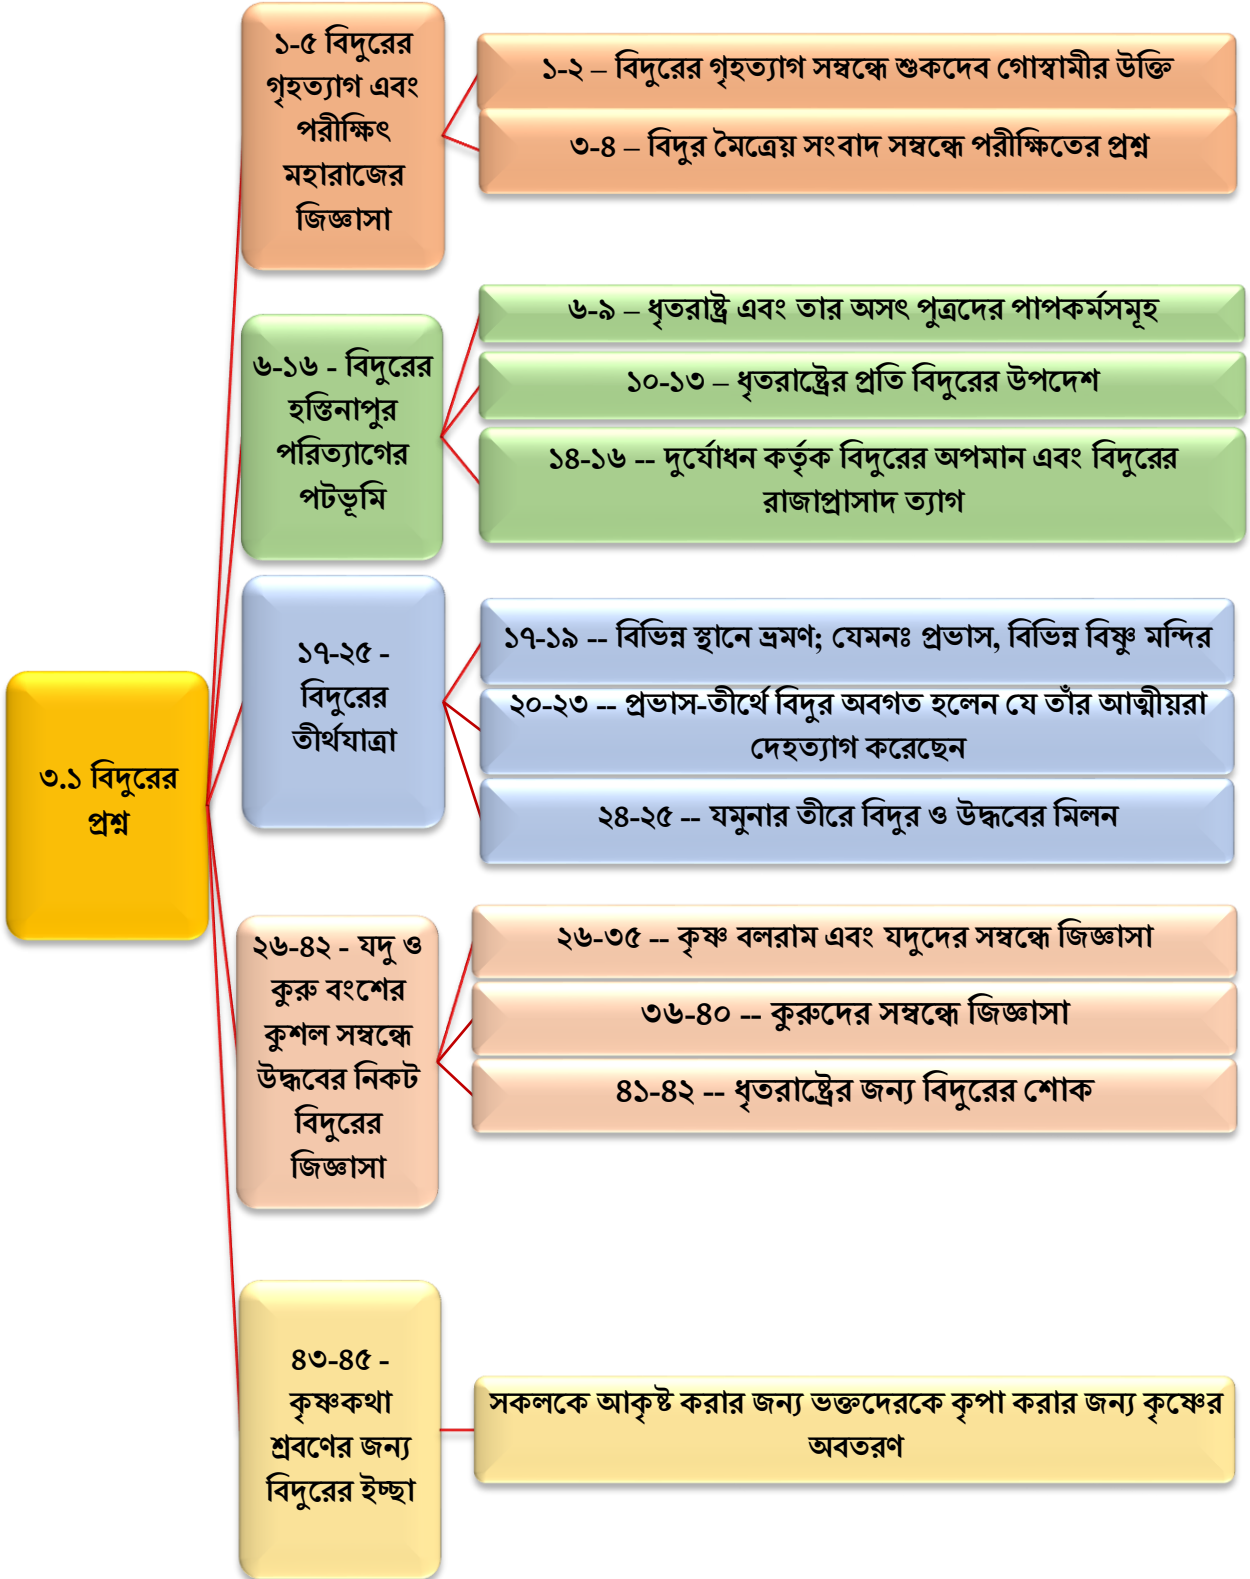 ১-৫ বিদুরের
গৃহত্যাগ এবং
পরীক্ষিৎ
মহারাজের
জিজ্ঞাসা
১-২ – বিদুরের গৃহত্যাগ সম্বন্ধে শুকদেব গোস্বামীর উক্তি
৩-৪ – বিদুর মৈত্রেয় সংবাদ সম্বন্ধে পরীক্ষিতের প্রশ্ন
৬-১৬ - বিদুরের
হস্তিনাপুর
পরিত্যাগের
পটভূমি
৬-৯ – ধৃতরাষ্ট্র এবং তার অসৎ পুত্রদের পাপকর্মসমূহ
১০-১৩ – ধৃতরাষ্ট্রের প্রতি বিদুরের উপদেশ
১৪-১৬ -- দুর্যোধন কর্তৃক বিদুরের অপমান এবং বিদুরের
রাজাপ্রাসাদ ত্যাগ
৩.১ বিদুরের
প্রশ্ন
১৭-২৫ -
বিদুরের
তীর্থযাত্রা
১৭-১৯ -- বিভিন্ন স্থানে ভ্রমণ; যেমনঃ প্রভাস, বিভিন্ন বিষ্ণু মন্দির
২০-২৩ -- প্রভাস-তীর্থে বিদুর অবগত হলেন যে তাঁর আত্মীয়রা
দেহত্যাগ করেছেন
২৪-২৫ -- যমুনার তীরে বিদুর ও উদ্ধবের মিলন
২৬-৪২ - যদু ও
কুরু বংশের
কুশল সম্বন্ধে
উদ্ধবের নিকট
বিদুরের
জিজ্ঞাসা
২৬-৩৫ -- কৃষ্ণ বলরাম এবং যদুদের সম্বন্ধে জিজ্ঞাসা
৩৬-৪০ -- কুরুদের সম্বন্ধে জিজ্ঞাসা
৪১-৪২ -- ধৃতরাষ্ট্রের জন্য বিদুরের শোক
৪৩-৪৫ -
কৃষ্ণকথা
শ্রবণের জন্য
বিদুরের ইচ্ছা
সকলকে আকৃষ্ট করার জন্য ভক্তদেরকে কৃপা করার জন্য কৃষ্ণের
অবতরণ